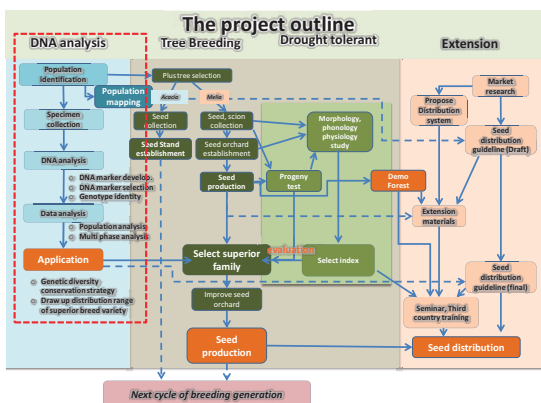 The project outline
DNA analysis
Tree Breeding
Drought tolerant
Extension
Population
identification
Population
mapping
Specimen
collection
DNA analysis
DNA marker develop.
DNA marker selection
Genotype identity
Data analysis
Population analysis
Multi phase analysis
Application
Genetic diversity
conservation strategy
Draw up distribution range
of superior breed variety
Plus tree selection
Acacia
Melia
Seed
collection
Seed Stand
establishment
Seed, scion
collection
Seed orchard
establishment
Seed
production
Morphology,
phonology
physiology
study
Progeny
test
evaluation
Select superior
family
Select index
Improve seed
orchard
Seed
production
Next cycle of breeding generation
Market
research
Propose
Distribution
system
Seed
distribution
guideline (Draft)
Demo
Forest
Extension
materials
Seed
distribution
guideline (final)
Seminar, Third
country training
Seed distribution